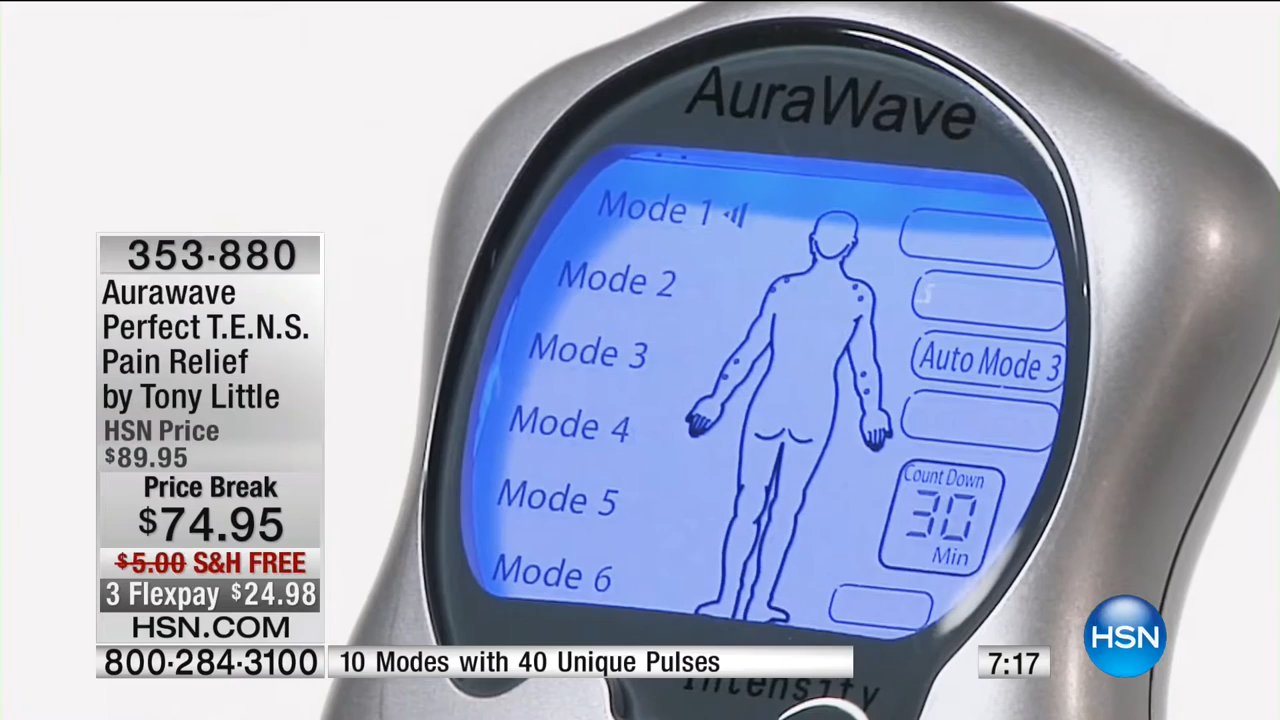 353-880
Aurawave
Perfect T.E.N.S.
Pain Relief
by Tony Little
HSN Price
$89.95
Price Break
$74.95
$5.00 S&H FREE
3 Flexpay $24.98
HSN.COM
800-284-3100
10 Modes with 40 Unique Pulses
7:17
HSN
AuraWave
Mode 1
Mode 2
Mode 3
Mode 4
Mode 5
Mode 6
Auto Mode 3
Count Down
30
Min
Intensity